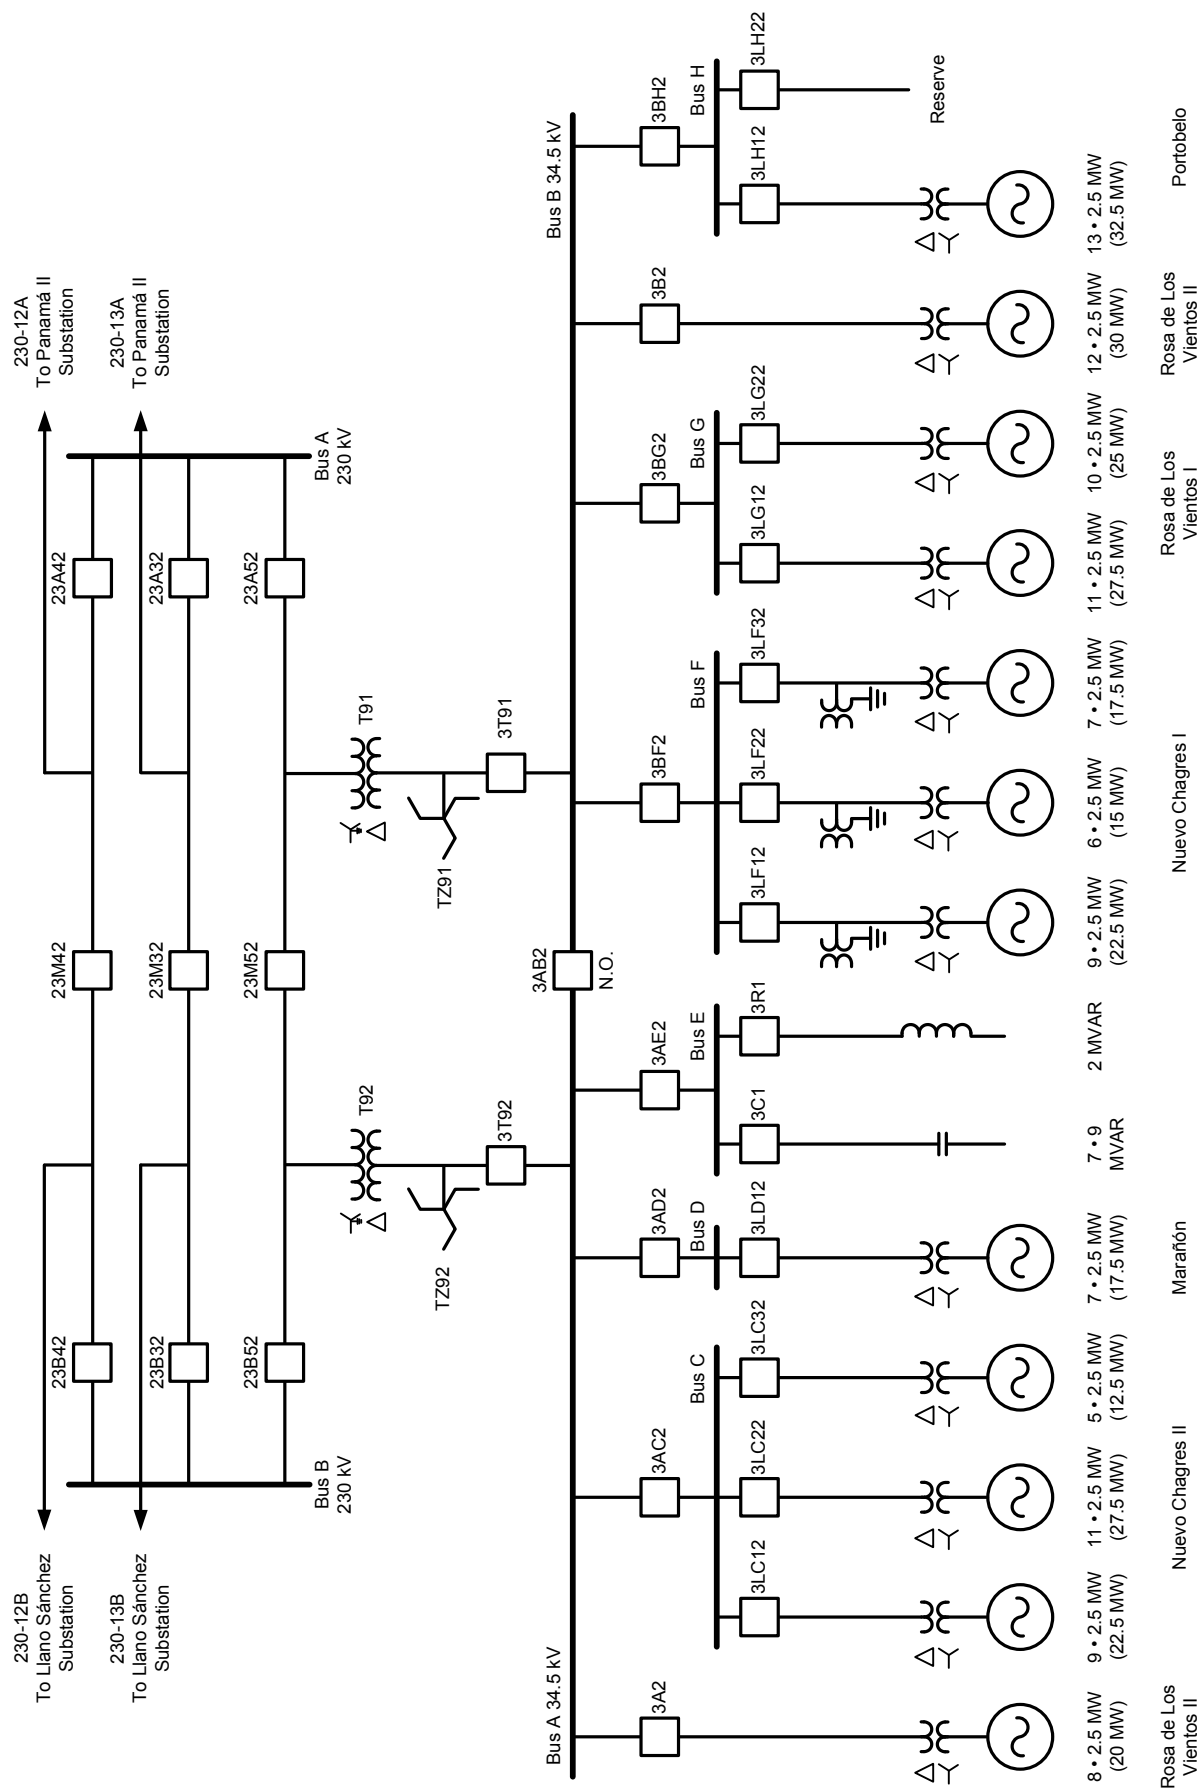 230-12B
To Llano Sánchez
Substation
230-13B
To Llano Sánchez
Substation
230-12A
To Panamá II
Substation
230-13A
To Panamá II
Substation
23B42
23M42
23A42
23B32
23M32
23A32
23B52
23M52
23A52
Bus B
230 kV
Bus A
230 kV
T92
T91
TZ92
TZ91
3T92
3T91
Bus A 34.5 kV
3AB2
N.O.
Bus B 34.5 kV
3A2
3AC2
3AD2
3AE2
3BF2
3BG2
3B2
3BH2
Bus C
Bus D
Bus E
Bus F
Bus G
Bus H
3LC12
3LC22
3LC32
3LD12
3C1
3R1
3LF12
3LF22
3LF32
3LG12
3LG22
3LH12
3LH22
Reserve
8 • 2.5 MW
(20 MW)
9 • 2.5 MW
(22.5 MW)
11 • 2.5 MW
(27.5 MW)
5 • 2.5 MW
(12.5 MW)
7 • 2.5 MW
(17.5 MW)
7 • 9
MVAR
2 MVAR
9 • 2.5 MW
(22.5 MW)
6 • 2.5 MW
(15 MW)
7 • 2.5 MW
(17.5 MW)
11 • 2.5 MW
(27.5 MW)
10 • 2.5 MW
(25 MW)
12 • 2.5 MW
(30 MW)
13 • 2.5 MW
(32.5 MW)
Rosa de Los
Vientos II
Nuevo Chagres II
Marañón
Nuevo Chagres I
Rosa de Los
Vientos I
Rosa de Los
Vientos II
Portobelo